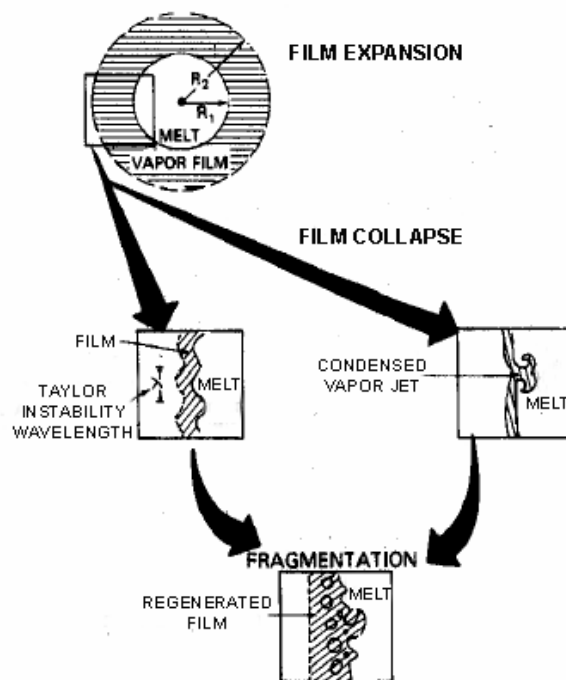 FILM EXPANSION
R2
R1
MELT
VAPOR FILM
FILM COLLAPSE
FILM
MELT
TAYLOR
INSTABILITY
WAVELENGTH
λ
CONDENSED
VAPOR JET
MELT
FRAGMENTATION
MELT
REGENERATED
FILM